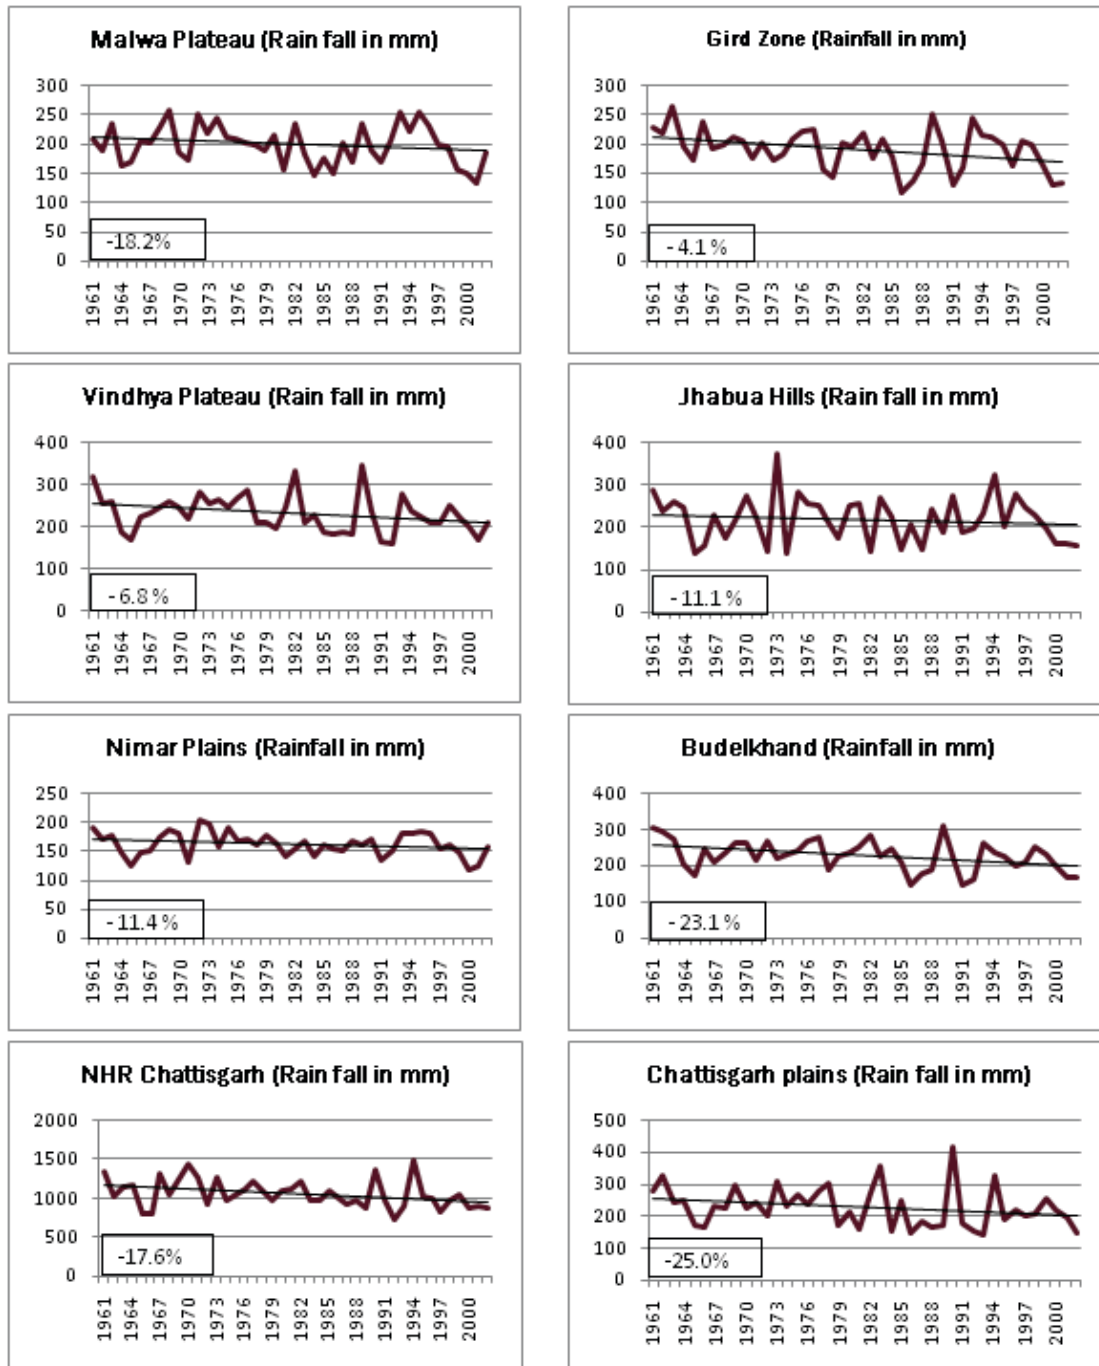 Malwa Plateau (Rain fall in mm)
300
250
200
150
100
50
0
-18.2%
1961 1964 1967 1970 1973 1976 1979 1982 1985 1988 1991 1994 1997 2000
Gird Zone (Rainfall in mm)
300
250
200
150
100
50
0
- 4.1 %
1961 1964 1967 1970 1973 1976 1979 1982 1985 1988 1991 1994 1997 2000
Vindhya Plateau (Rain fall in mm)
400
300
200
100
0
- 6.8 %
1961 1964 1967 1970 1973 1976 1979 1982 1985 1988 1991 1994 1997 2000
Jhabua Hills (Rain fall in mm)
400
300
200
100
0
-11.1 %
1961 1964 1967 1970 1973 1976 1979 1982 1985 1988 1991 1994 1997 2000
Nimar Plains (Rainfall in mm)
250
200
150
100
50
0
- 11.4 %
1961 1964 1967 1970 1973 1976 1979 1982 1985 1988 1991 1994 1997 2000
Budelkhand (Rainfall in mm)
400
300
200
100
0
- 23.1 %
1961 1964 1967 1970 1973 1976 1979 1982 1985 1988 1991 1994 1997 2000
NHR Chattisgarh (Rain fall in mm)
2000
1500
1000
500
0
-17.6%
1961 1964 1967 1970 1973 1976 1979 1982 1985 1988 1991 1994 1997 2000
Chattisgarh plains (Rain fall in mm)
500
400
300
200
100
0
-25.0%
1961 1964 1967 1970 1973 1976 1979 1982 1985 1988 1991 1994 1997 2000